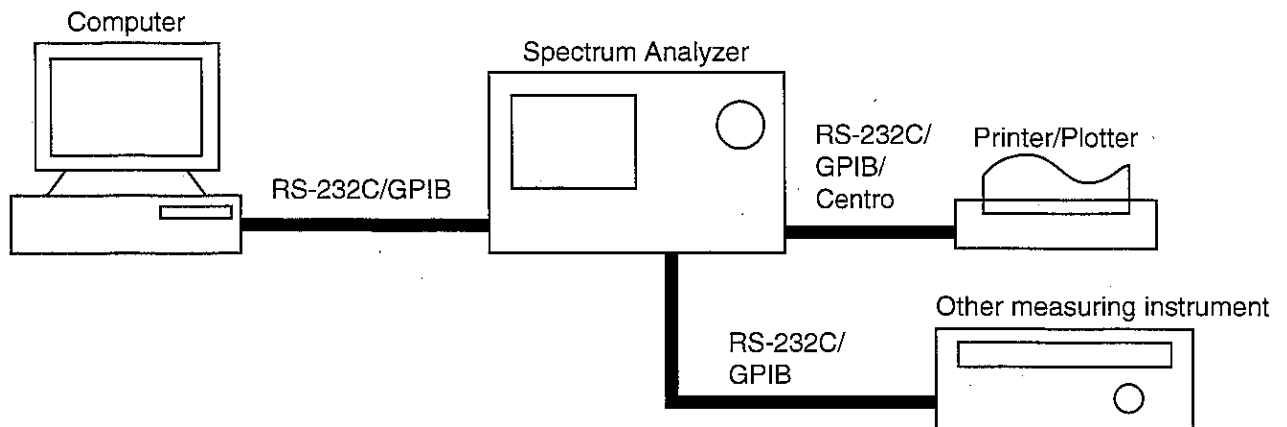 Computer
Spectrum Analyzer
RS-232C/GPIB
RS-232C/
GPIB/
Centro
Printer/Plotter
Other measuring instrument
RS-232C/
GPIB